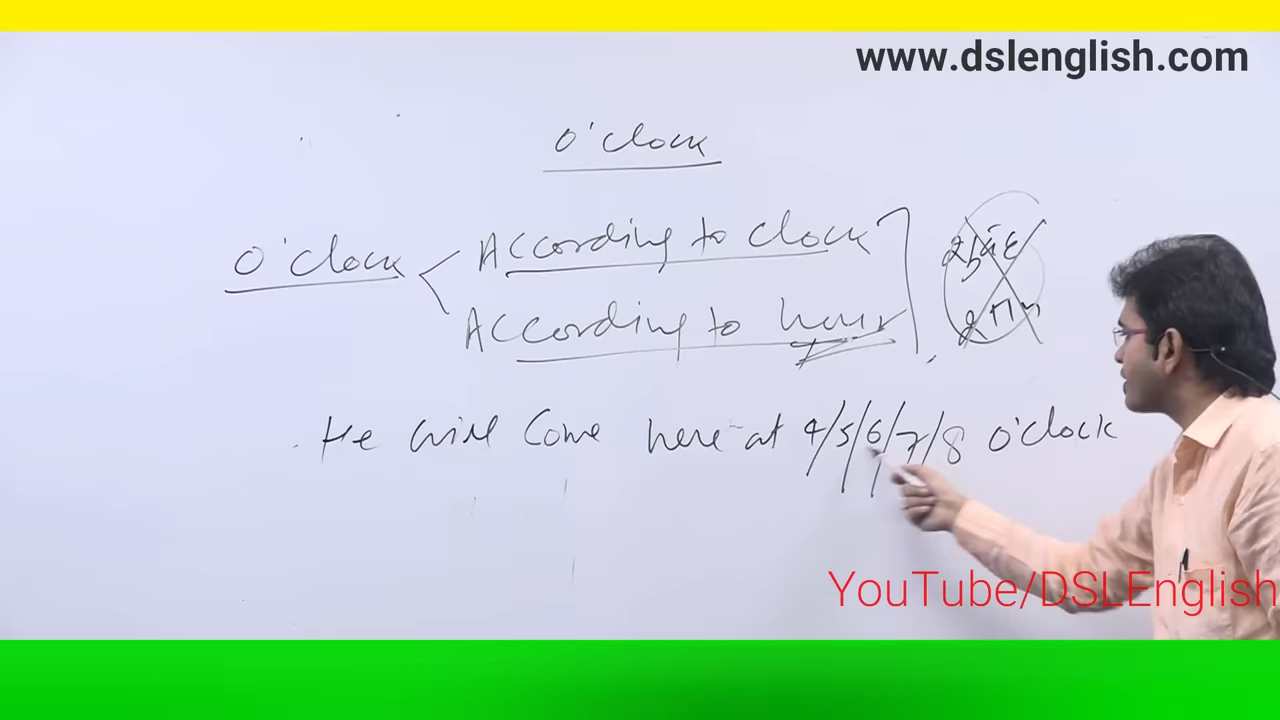 www.dslenglish.com
O'clock
O'clock
According to clock
According to hour
He will come here at 4/5/6/7/8 O'clock
YouTube/DSLEnglish